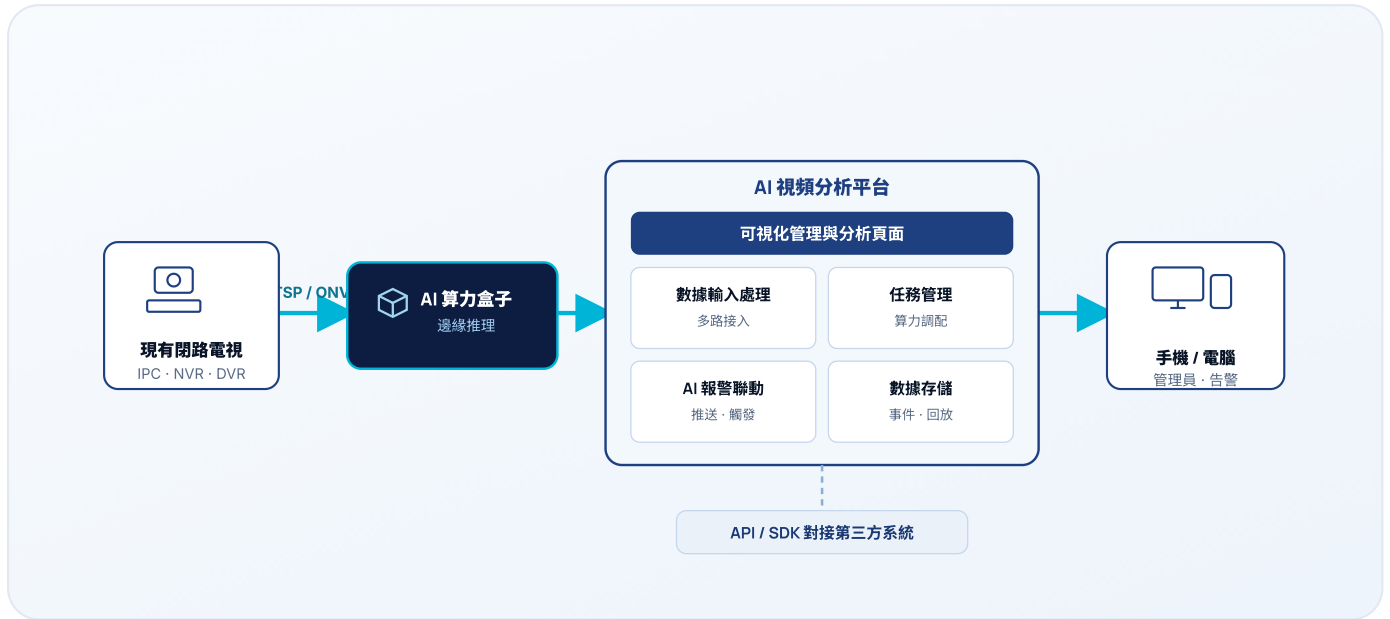 現有閉路電視
IPC · NVR · DVR
TSP / ONV
AI 算力盒子
邊緣推理
AI 視頻分析平台
可視化管理與分析頁面
數據輸入處理
多路接入
任務管理
算力調配
AI 報警聯動
推送 · 觸發
數據存儲
事件 · 回放
API / SDK 對接第三方系統
手機 / 電腦
管理員 · 告警